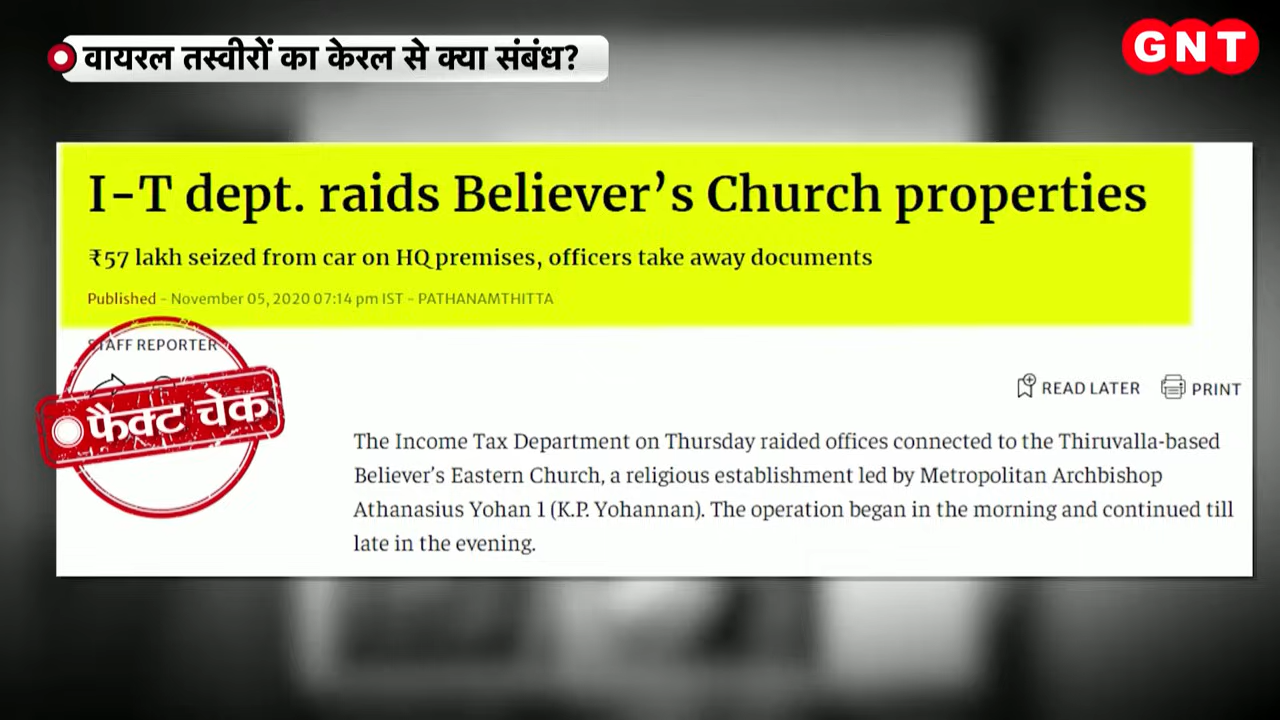 वायरल तस्वीरों का केरल से क्या संबंध?
GNT
I-T dept. raids Believer's Church properties
₹57 lakh seized from car on HQ premises, officers take away documents
Published - November 05, 2020 07:14 pm IST - PATHANAMTHITTA
STAFF REPORTER
फैक्ट चेक
READ LATER PRINT
The Income Tax Department on Thursday raided offices connected to the Thiruvalla-based
Believer's Eastern Church, a religious establishment led by Metropolitan Archbishop
Athanasius Yohan 1 (K.P. Yohannan). The operation began in the morning and continued till
late in the evening.